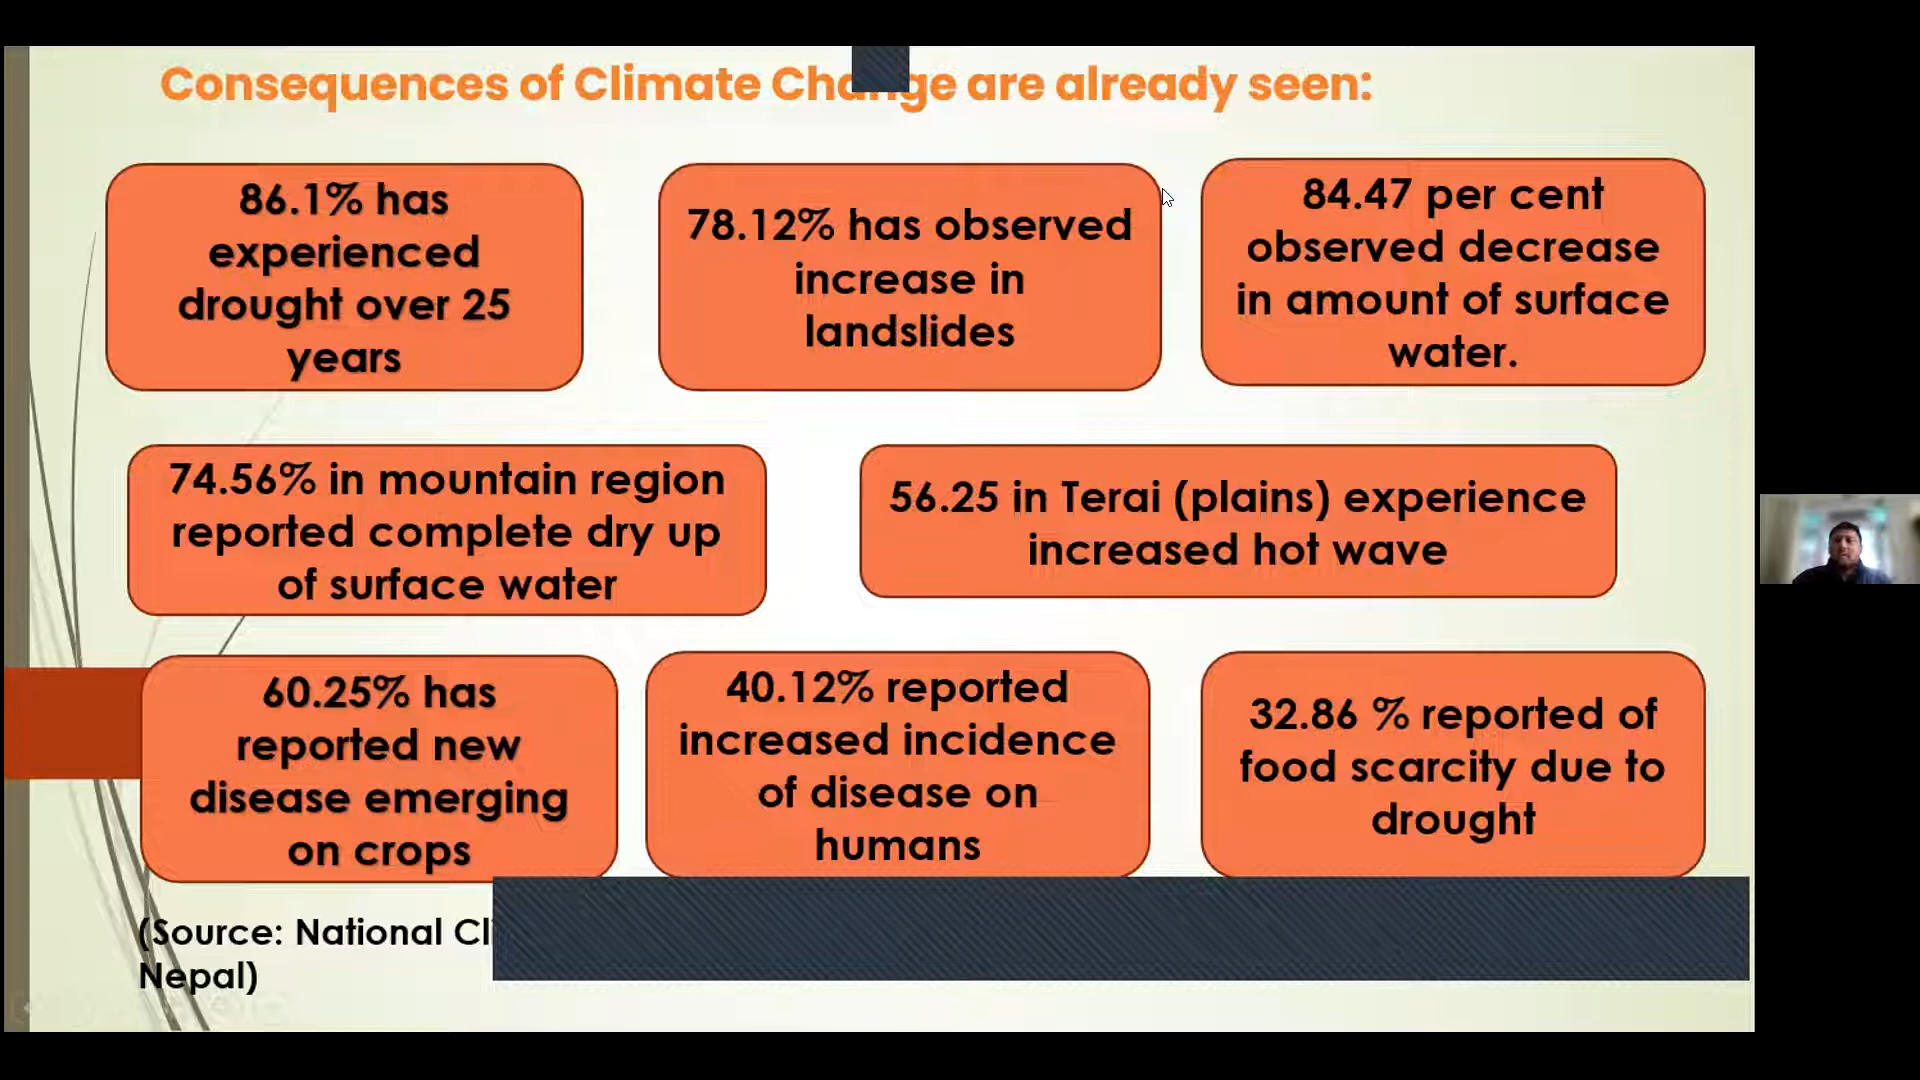 Consequences of Climate Change are already seen:
86.1% has
experienced
drought over 25
years
78.12% has observed
increase in
landslides
84.47 per cent
observed decrease
in amount of surface
water.
74.56% in mountain region
reported complete dry up
of surface water
56.25 in Terai (plains) experience
increased hot wave
60.25% has
reported new
disease emerging
on crops
40.12% reported
increased incidence
of disease on
humans
32.86 % reported of
food scarcity due to
drought
(Source: National
Nepal)